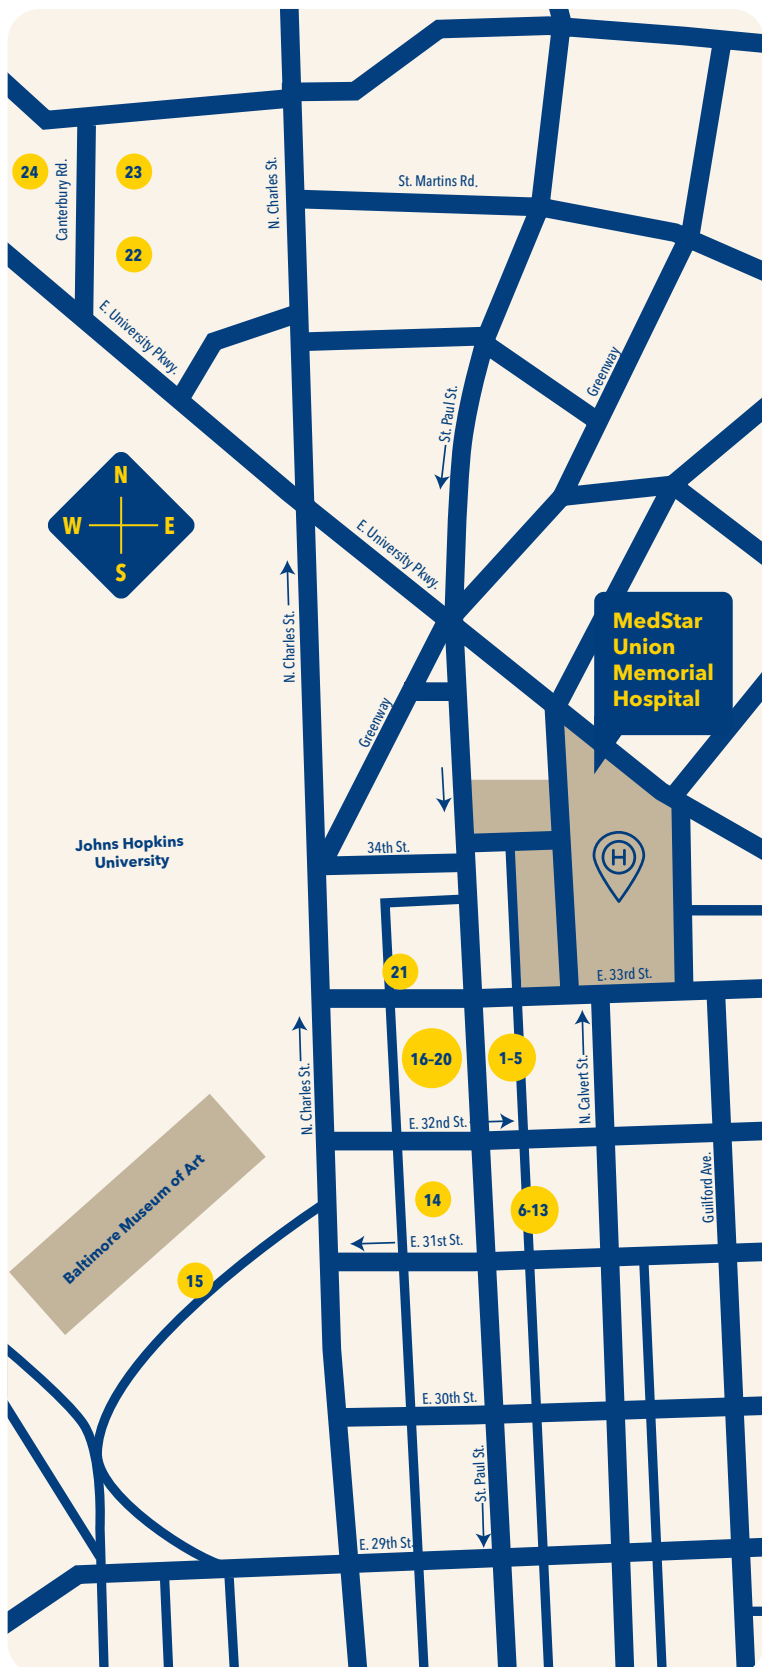 24
Canterbury Rd.
23
N. Charles St.
St. Martins Rd.
22
E. University Pkwy.
Greenway
St. Paul St.
N
W
E
S
E. University Pkwy.
MedStar
Union
Memorial
Hospital
N. Charles St.
Greenway
Johns Hopkins
University
34th St.
H
21
E. 33rd St.
16-20
1-5
N. Charles St.
N. Calvert St.
E. 32nd St.
Baltimore Museum of Art
14
6-13
Guilford Ave.
E. 31st St.
15
E. 30th St.
St. Paul St.
E. 29th St.